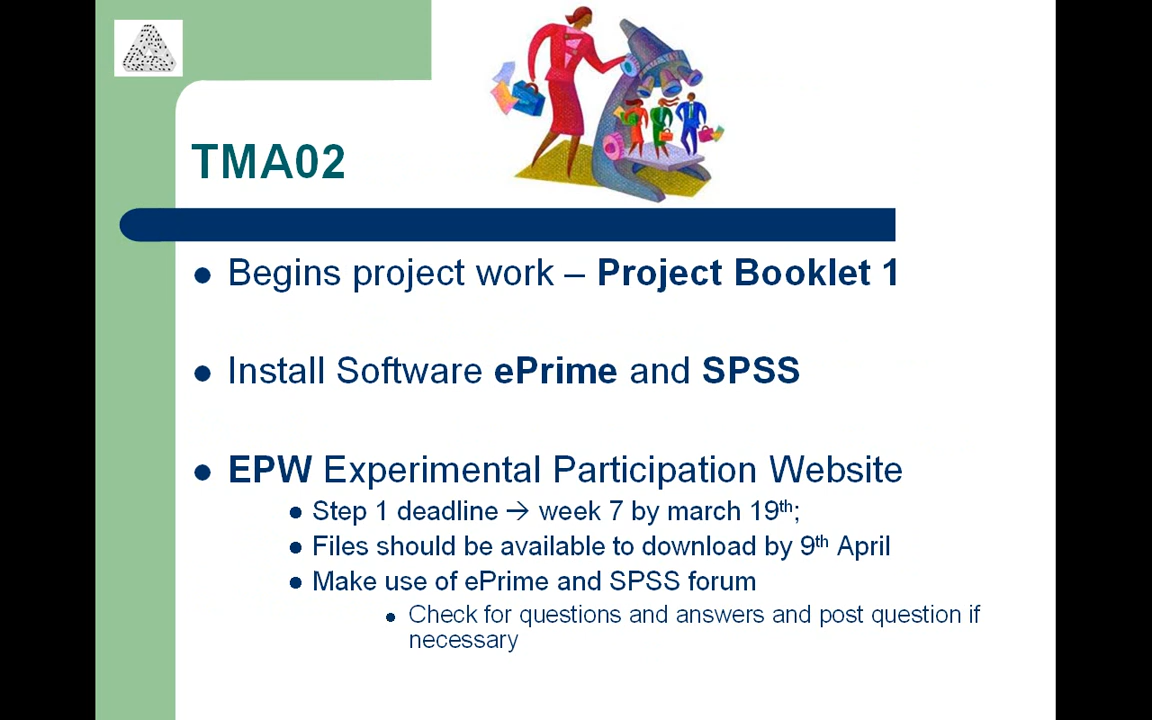 TMA02
Begins project work – Project Booklet 1
Install Software ePrime and SPSS
EPW Experimental Participation Website
Step 1 deadline → week 7 by march 19th;
Files should be available to download by 9th April
Make use of ePrime and SPSS forum
Check for questions and answers and post question if
necessary